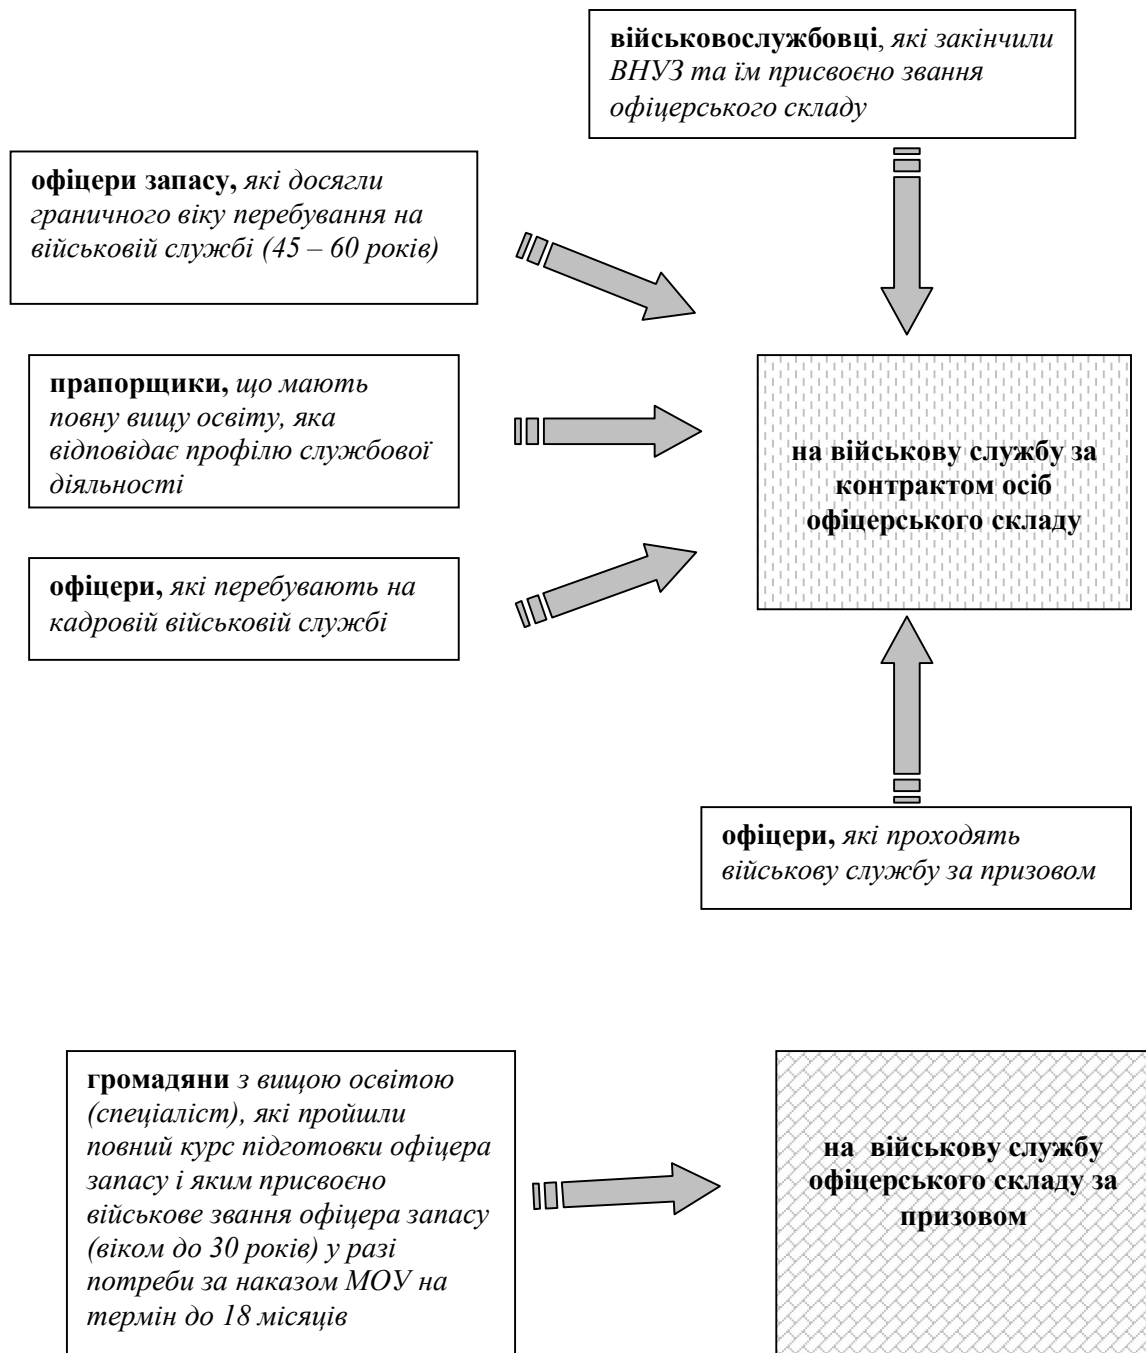 військовослужбовці, які закінчили
ВНУЗ та їм присвоєно звання
офіцерського складу
офіцери запасу, які досягли
граничного віку перебування на
військовій службі (45 – 60 років)
прапорщики, що мають
повну вищу освіту, яка
відповідає профілю службової
діяльності
на військову службу за
контрактом осіб
офіцерського складу
офіцери, які перебувають на
кадровій військовій службі
офіцери, які проходять
військову службу за призовом
громадяни з вищою освітою
(спеціаліст), які пройшли
повний курс підготовки офіцера
запасу і яким присвоєно
військове звання офіцера запасу
(віком до 30 років) у разі
потреби за наказом МОУ на
термін до 18 місяців
на військову службу
офіцерського складу за
призовом